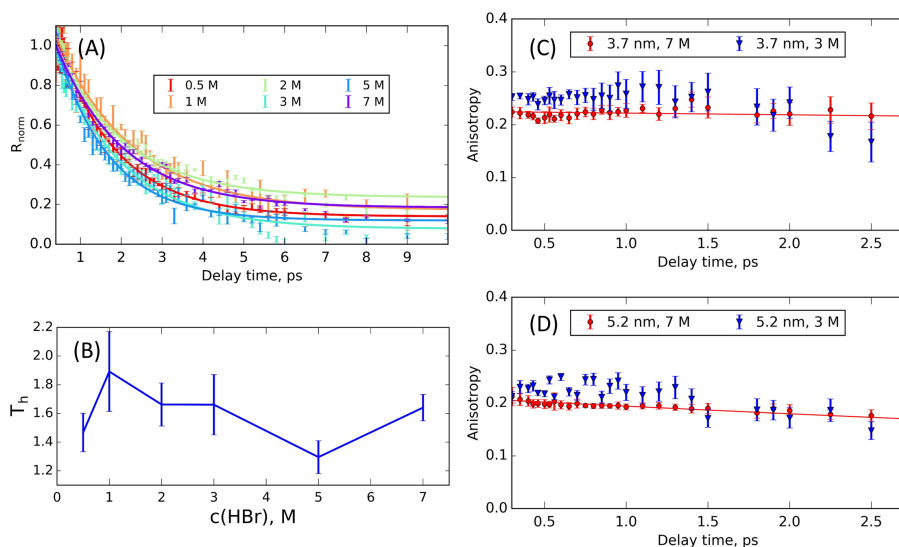 (A)
0.5 M 2 M 5 M
1 M 3 M 7 M
1.0
0.8
0.6
0.4
0.2
0.0
R_norm
1 2 3 4 5 6 7 8 9
Delay time, ps
(B)
2.2
2.0
1.8
1.6
1.4
1.2
T_h
0 1 2 3 4 5 6 7
c(HBr), M
(C)
3.7 nm, 7 M 3.7 nm, 3 M
0.4
0.3
0.2
0.1
0.0
Anisotropy
0.5 1.0 1.5 2.0 2.5
Delay time, ps
(D)
5.2 nm, 7 M 5.2 nm, 3 M
0.4
0.3
0.2
0.1
0.0
Anisotropy
0.5 1.0 1.5 2.0 2.5
Delay time, ps